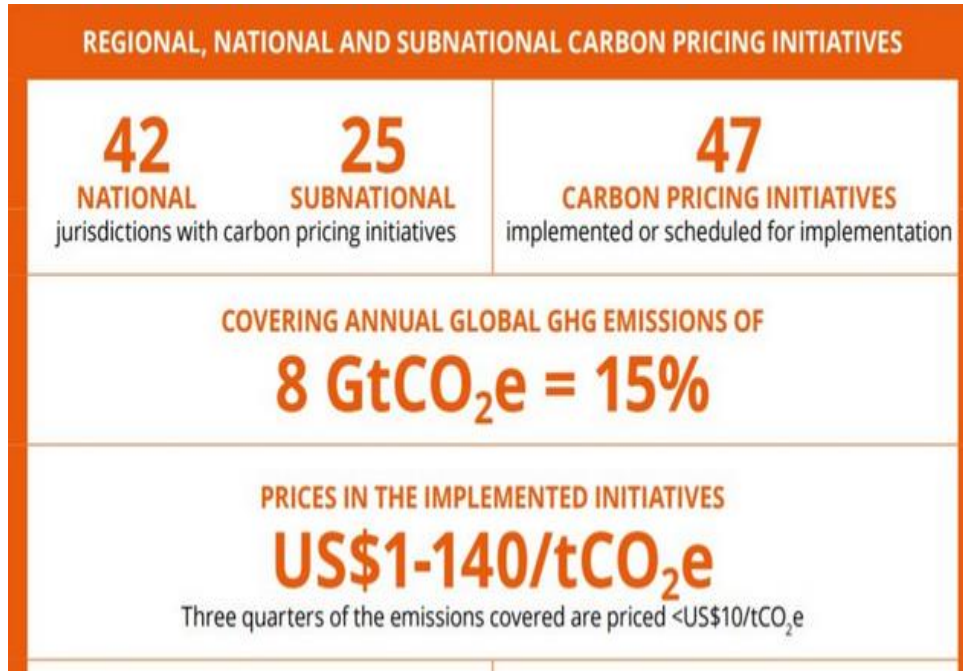 REGIONAL, NATIONAL AND SUBNATIONAL CARBON PRICING INITIATIVES
42
NATIONAL
25
SUBNATIONAL
jurisdictions with carbon pricing initiatives
47
CARBON PRICING INITIATIVES
implemented or scheduled for implementation
COVERING ANNUAL GLOBAL GHG EMISSIONS OF
8 GtCO₂e = 15%
PRICES IN THE IMPLEMENTED INITIATIVES
US$1-140/tCO₂e
Three quarters of the emissions covered are priced <US$10/tCO₂e